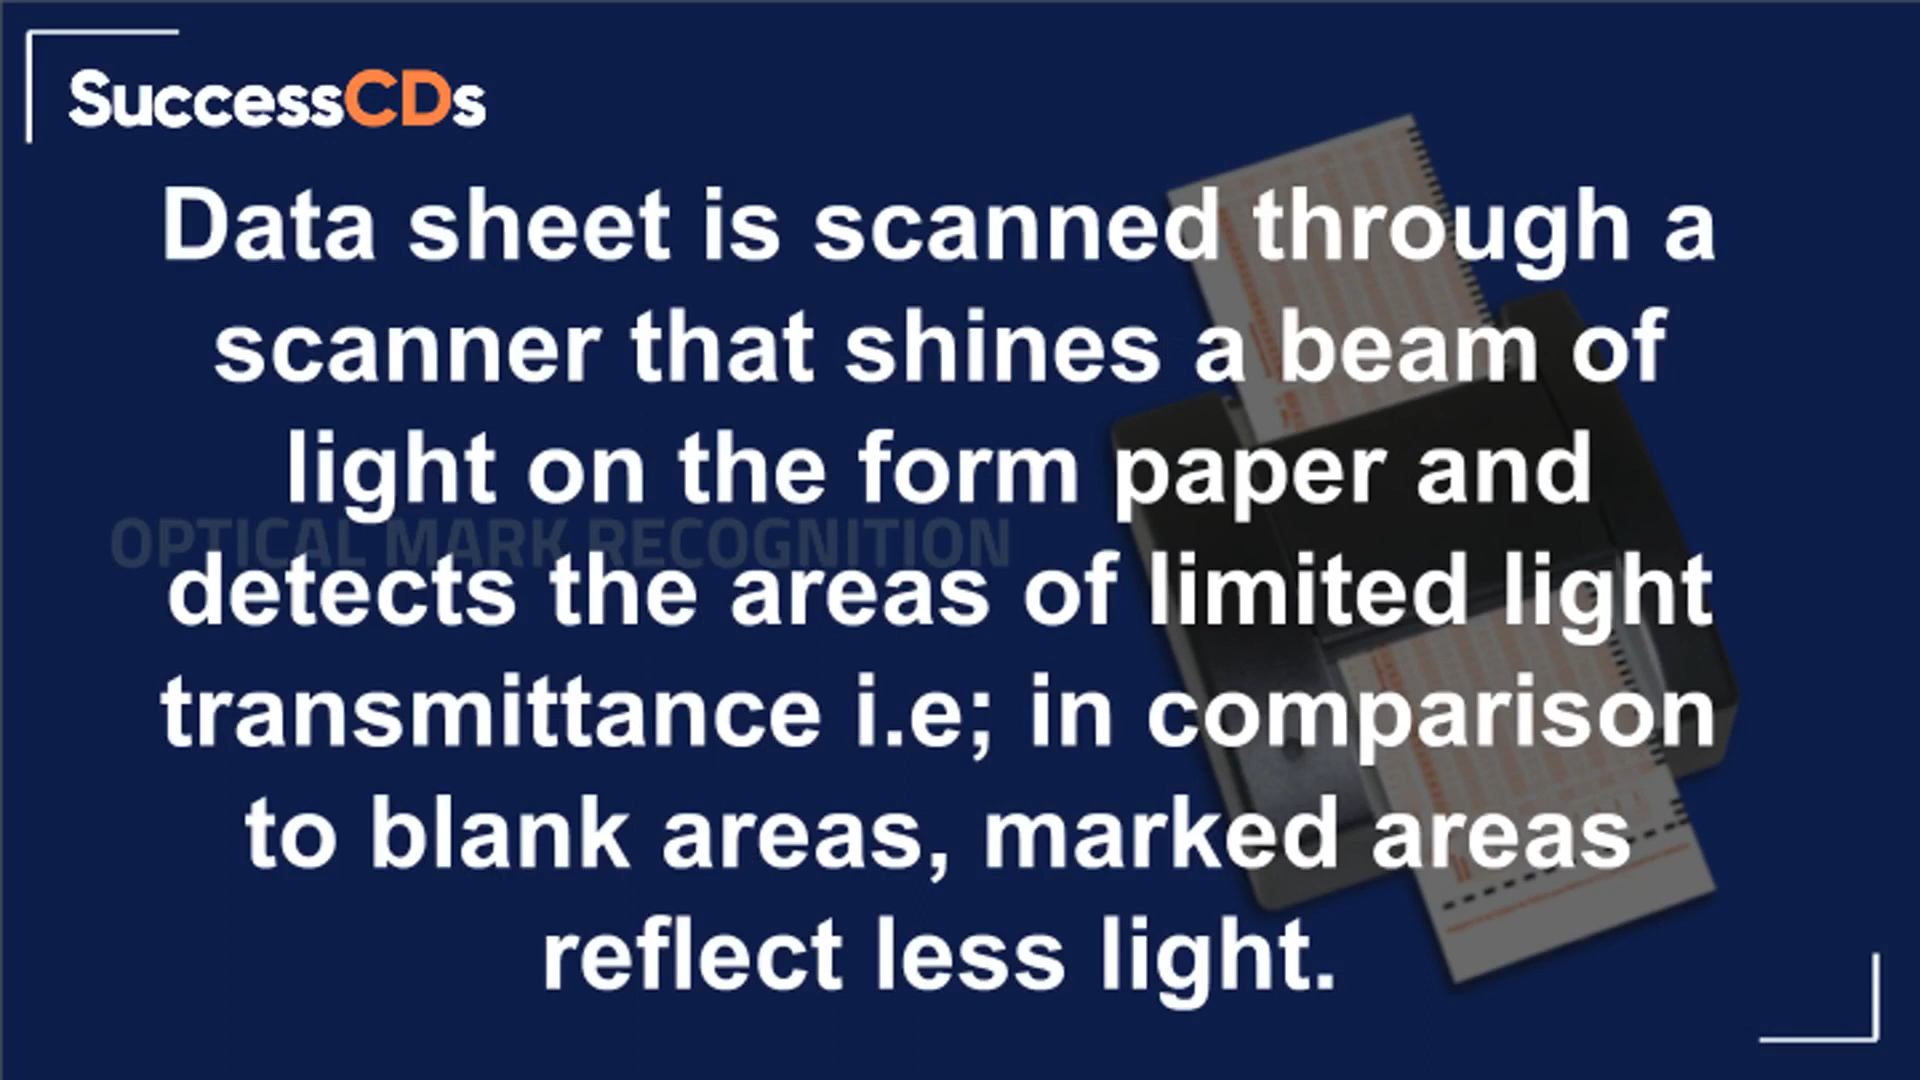 SuccessCDs
Data sheet is scanned through a
scanner that shines a beam of
light on the form paper and
OPTICAL MARK RECOGNITION
detects the areas of limited light
transmittance i.e; in comparison
to blank areas, marked areas
reflect less light.